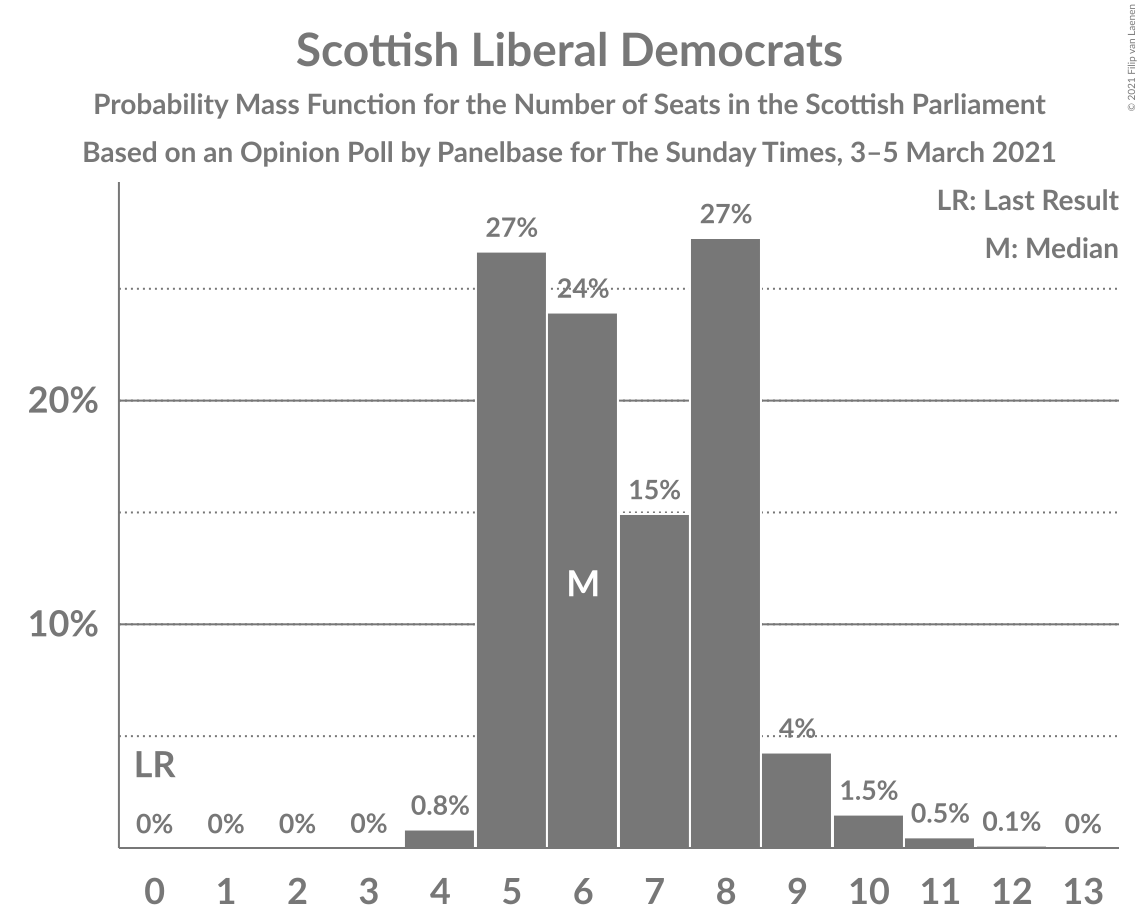 Scottish Liberal Democrats
Probability Mass Function for the Number of Seats in the Scottish Parliament
Based on an Opinion Poll by Panelbase for The Sunday Times, 3–5 March 2021
© 2021 Filip van Laenen
LR: Last Result
M: Median
20%
10%
27%
24%
15%
27%
4%
1.5%
0.5%
0.1%
0%
0.8%
0%
0%
0%
0%
LR
M
0 1 2 3 4 5 6 7 8 9 10 11 12 13